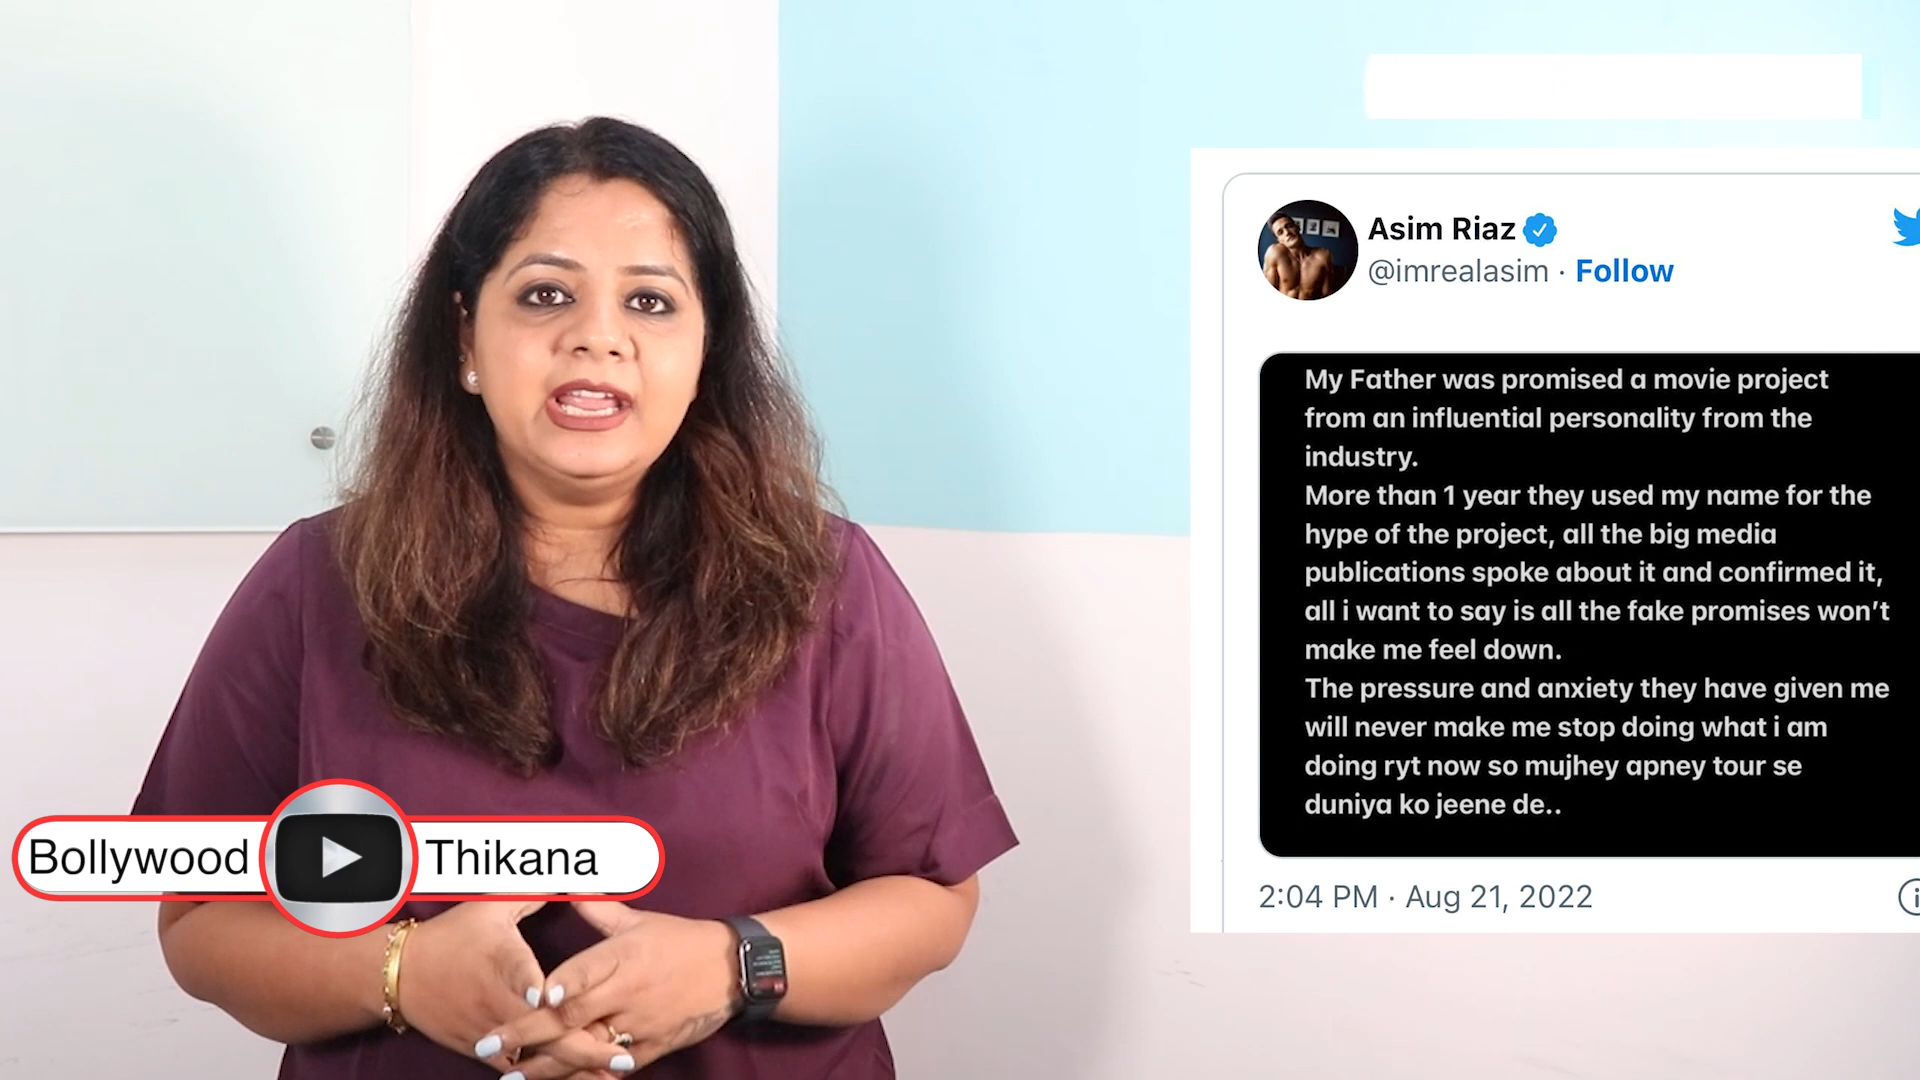 Asim Riaz
@imrealasim · Follow
My Father was promised a movie project
from an influential personality from the
industry.
More than 1 year they used my name for the
hype of the project, all the big media
publications spoke about it and confirmed it,
all i want to say is all the fake promises won't
make me feel down.
The pressure and anxiety they have given me
will never make me stop doing what i am
doing ryt now so mujhey apney tour se
duniya ko jeene de..
2:04 PM · Aug 21, 2022
Bollywood Thikana